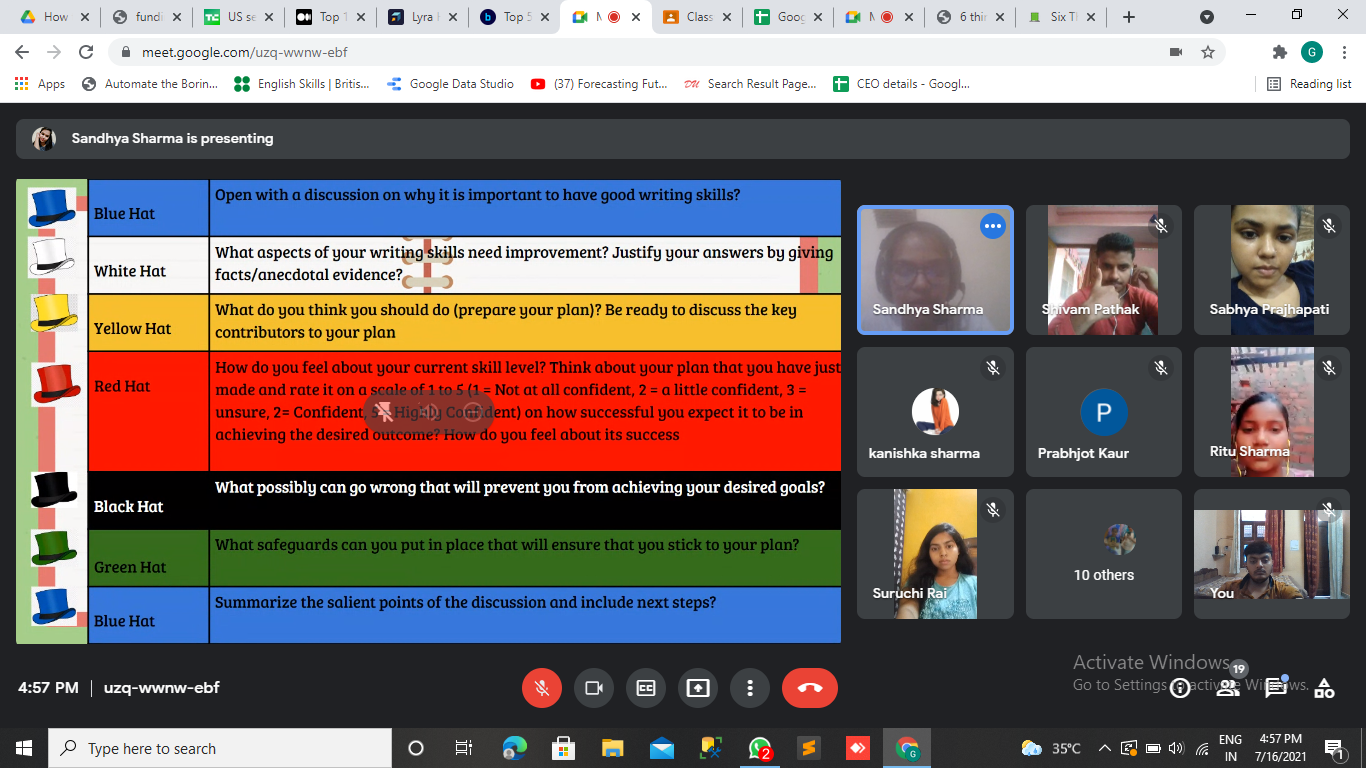 How
fundi
US se
Top 1
Lyra H
Top 5
M
Class
Goog
M
6 thin
Six Th
meet.google.com/uzq-wwnw-ebf
G
Apps
Automate the Borin...
English Skills | Britis...
Google Data Studio
(37) Forecasting Fut...
Search Result Page...
CEO details - Googl...
Reading list
Sandhya Sharma is presenting
Blue Hat
Open with a discussion on why it is important to have good writing skills?
White Hat
What aspects of your writing skills need improvement? Justify your answers by giving
facts/anecdotal evidence?
Yellow Hat
What do you think you should do (prepare your plan)? Be ready to discuss the key
contributors to your plan
Red Hat
How do you feel about your current skill level? Think about your plan that you have just
made and rate it on a scale of 1 to 5 (1 = Not at all confident, 2 = a little confident, 3 =
unsure, 2= Confident, 5 = Highly Confident) on how successful you expect it to be in
achieving the desired outcome? How do you feel about its success
Black Hat
What possibly can go wrong that will prevent you from achieving your desired goals?
Green Hat
What safeguards can you put in place that will ensure that you stick to your plan?
Blue Hat
Summarize the salient points of the discussion and include next steps?
Sandhya Sharma
Shivam Pathak
Sabhya Prajhapati
kanishka sharma
P
Prabhjot Kaur
Ritu Sharma
Suruchi Rai
10 others
You
4:57 PM | uzq-wwnw-ebf
CC
19
Activate Windows
Go to Settings to activate Windows.
Type here to search
2
G
35°C
ENG
IN
4:57 PM
7/16/2021
1